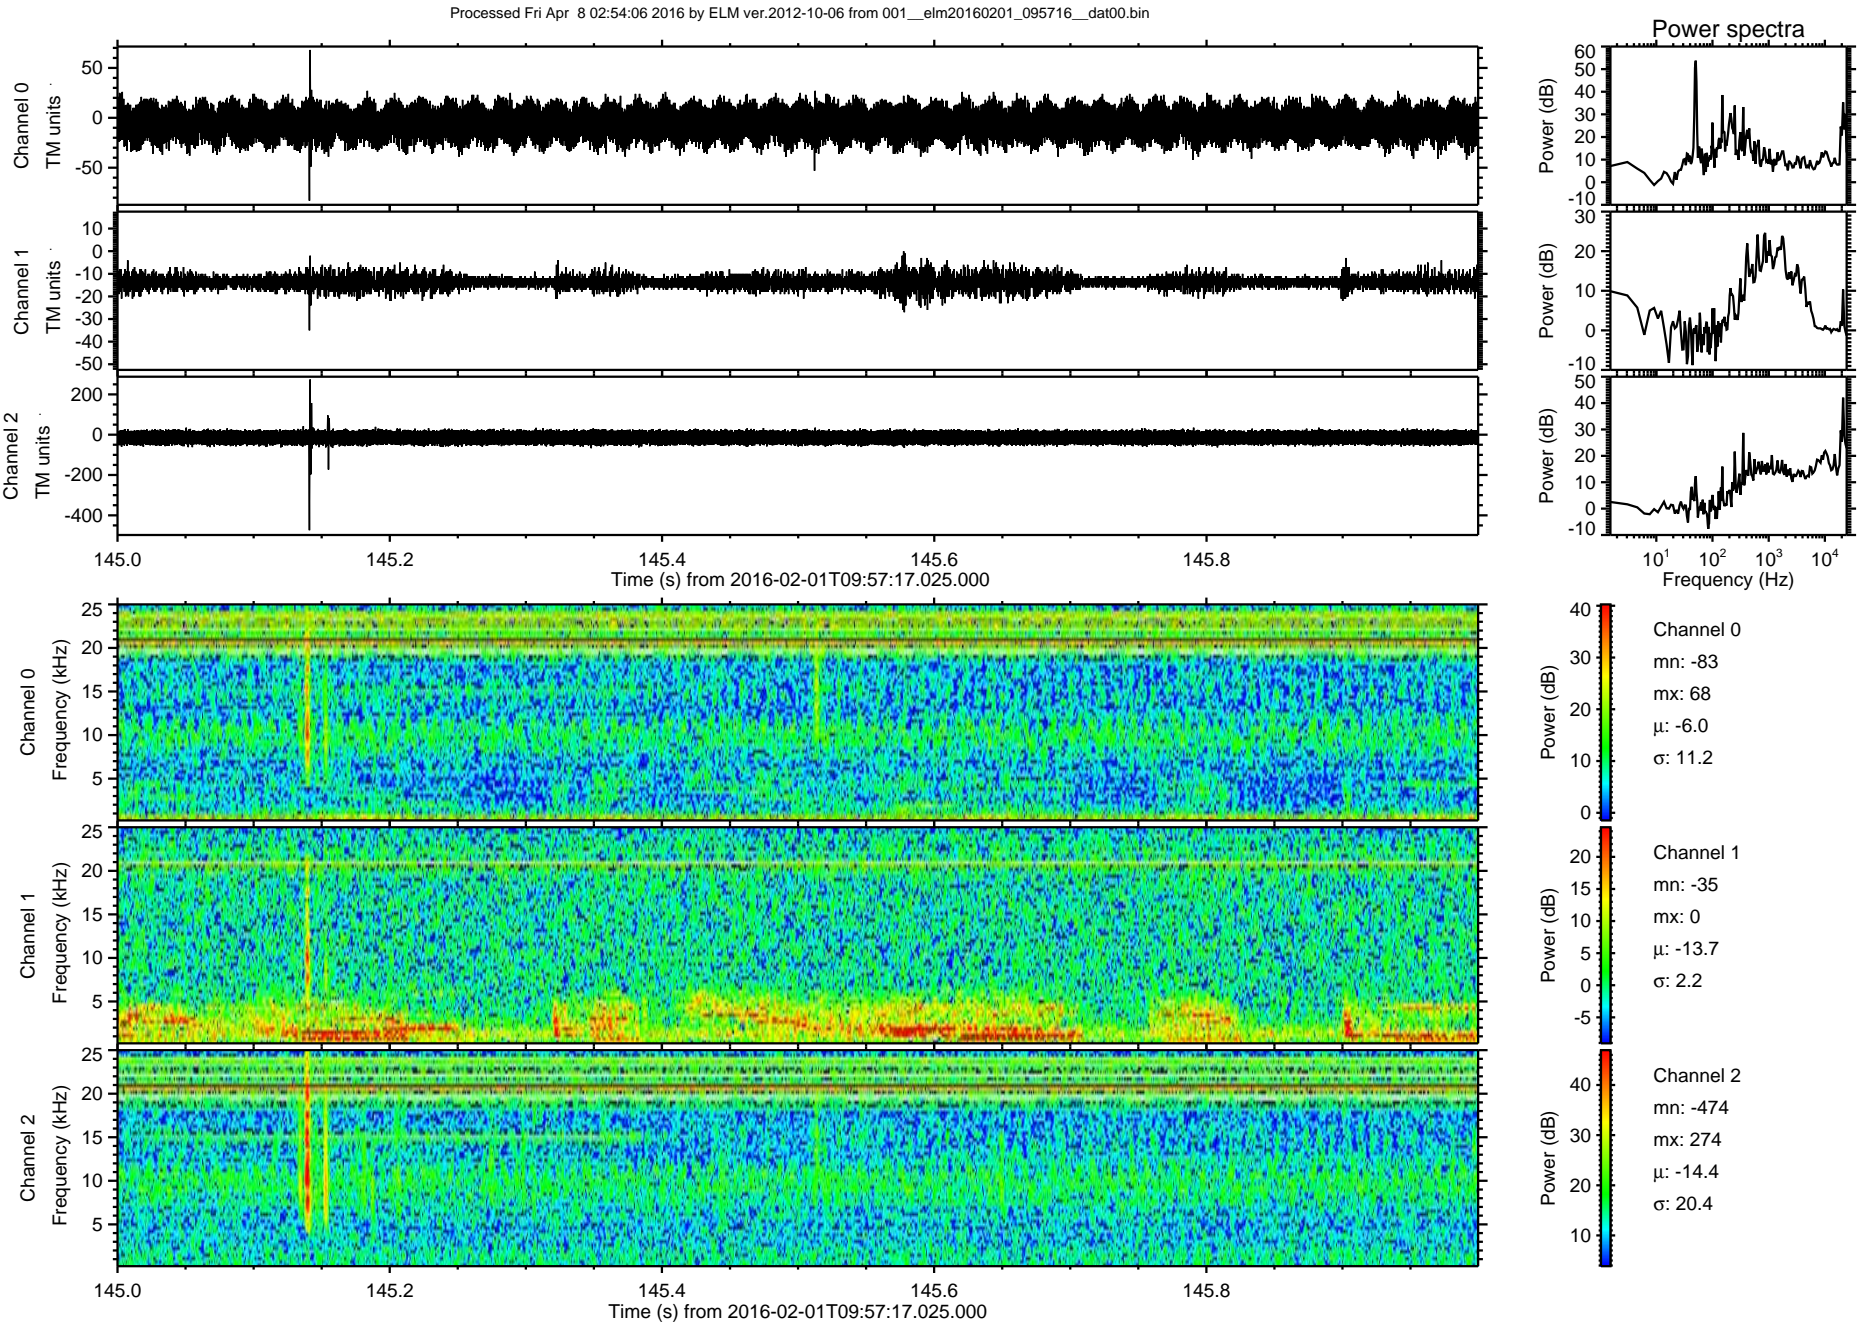 Processed Fri Apr  8 02:54:06 2016 by ELM ver.2012-10-06 from 001__elm20160201_095716__dat00.bin
Power spectra
Channel 0
TM units
50
0
-50
Power (dB)
60
50
40
30
20
10
0
-10
Channel 1
TM units
10
0
-10
-20
-30
-40
-50
Power (dB)
30
20
10
0
-10
Channel 2
TM units
200
0
-200
-400
Power (dB)
50
40
30
20
10
0
-10
145.0 145.2 145.4 145.6 145.8
Time (s) from 2016-02-01T09:57:17.025.000
10¹ 10² 10³ 10⁴
Frequency (Hz)
Channel 0
Frequency (kHz)
25
20
15
10
5
Power (dB)
40
30
20
10
0
Channel 0
mn: -83
mx: 68
μ: -6.0
σ: 11.2
Channel 1
Frequency (kHz)
25
20
15
10
5
Power (dB)
20
15
10
5
0
-5
Channel 1
mn: -35
mx: 0
μ: -13.7
σ: 2.2
Channel 2
Frequency (kHz)
25
20
15
10
5
Power (dB)
40
30
20
10
Channel 2
mn: -474
mx: 274
μ: -14.4
σ: 20.4
145.0 145.2 145.4 145.6 145.8
Time (s) from 2016-02-01T09:57:17.025.000